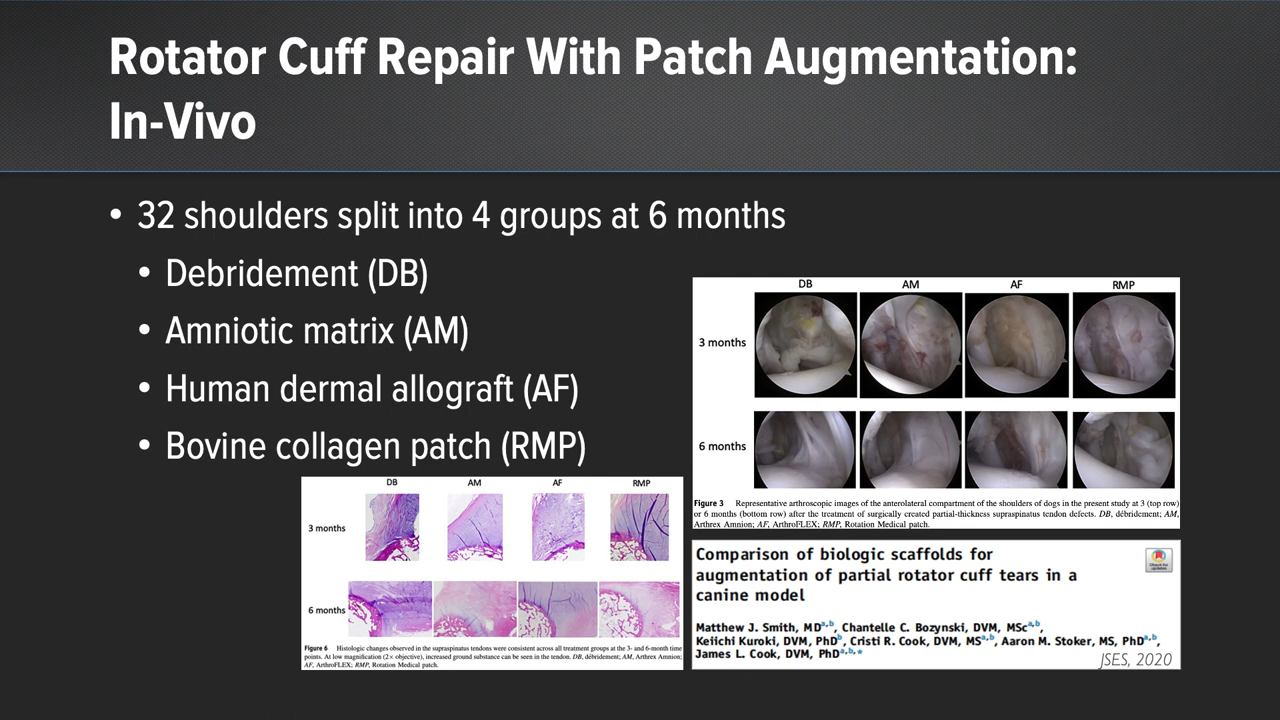 Rotator Cuff Repair With Patch Augmentation:
In-Vivo
• 32 shoulders split into 4 groups at 6 months
• Debridement (DB)
• Amniotic matrix (AM)
• Human dermal allograft (AF)
• Bovine collagen patch (RMP)
DB AM AF RMP
3 months
6 months
Figure 3 Representative arthroscopic images of the anterolateral compartment of the shoulders of dogs in the present study at 3 (top row)
or 6 months (bottom row) after the treatment of surgically created partial-thickness supraspinatus tendon defects. DB, débridement; AM,
Arthrex Amnion; AF, ArthroFLEX; RMP, Rotation Medical patch.
DB AM AF RMP
3 months
6 months
Figure 6 Histologic changes observed in the supraspinatus tendons were consistent across all treatment groups at the 3- and 6-month time
points. At low magnification (2× objective), increased ground substance can be seen in the tendon. DB, débridement; AM, Arthrex Amnion;
AF, ArthroFLEX; RMP, Rotation Medical patch.
Comparison of biologic scaffolds for
augmentation of partial rotator cuff tears in a
canine model
Check for
updates
Matthew J. Smith, MDa,b, Chantelle C. Bozynski, DVM, MSca,b,
Keiichi Kuroki, DVM, PhDb, Cristi R. Cook, DVM, MSa,b, Aaron M. Stoker, MS, PhDa,b,
James L. Cook, DVM, PhDa,b,*
JSES, 2020